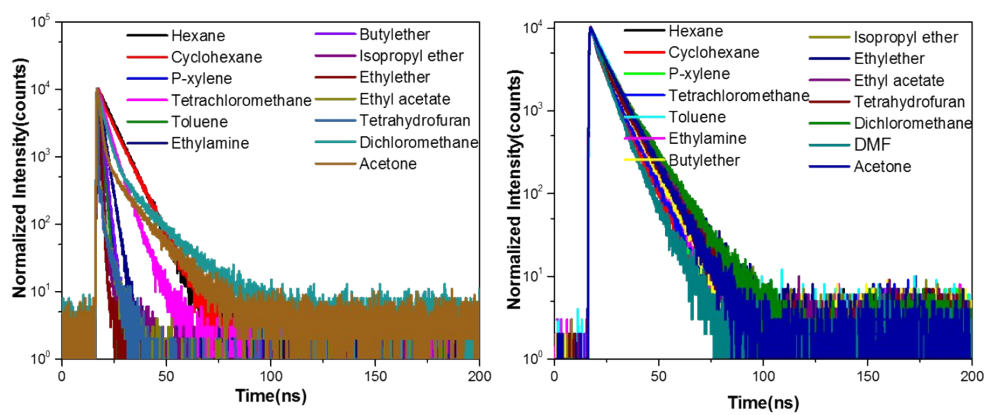 Normalized Intensity(counts)
10^5
10^4
10^3
10^2
10^1
10^0
Hexane
Cyclohexane
P-xylene
Tetrachloromethane
Toluene
Ethylamine
Butylether
Isopropyl ether
Ethylether
Ethyl acetate
Tetrahydrofuran
Dichloromethane
Acetone
0 50 100 150 200
Time(ns)
Normalized Intensity(counts)
10^4
10^3
10^2
10^1
10^0
Hexane
Cyclohexane
P-xylene
Tetrachloromethane
Toluene
Ethylamine
Butylether
Isopropyl ether
Ethylether
Ethyl acetate
Tetrahydrofuran
Dichloromethane
DMF
Acetone
0 50 100 150 200
Time(ns)